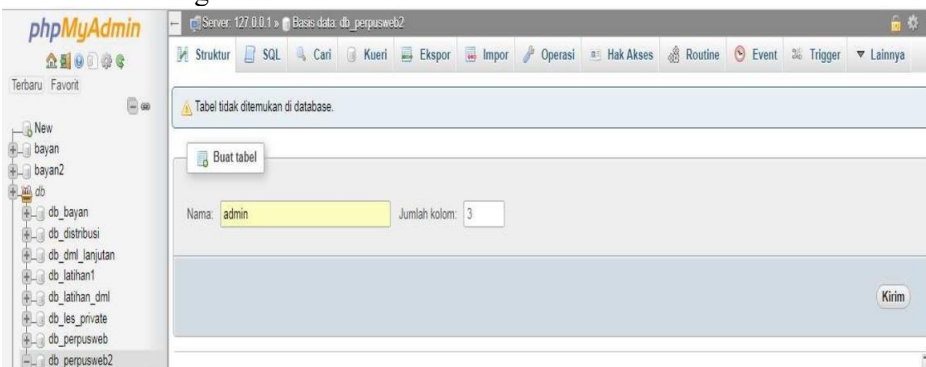 phpMyAdmin
Terbaru Favorit
New
bayan
bayan2
db
db_bayan
db_distribusi
db_dml_lanjutan
db_latihan1
db_latihan_dml
db_les_private
db_perpusweb
db_perpusweb2
Server: 127.0.0.1 » Basis data: db_perpusweb2
Struktur SQL Cari Kueri Ekspor Impor Operasi Hak Akses Routine Event Trigger Lainnya
Tabel tidak ditemukan di database.
Buat tabel
Nama: admin Jumlah kolom: 3
Kirim